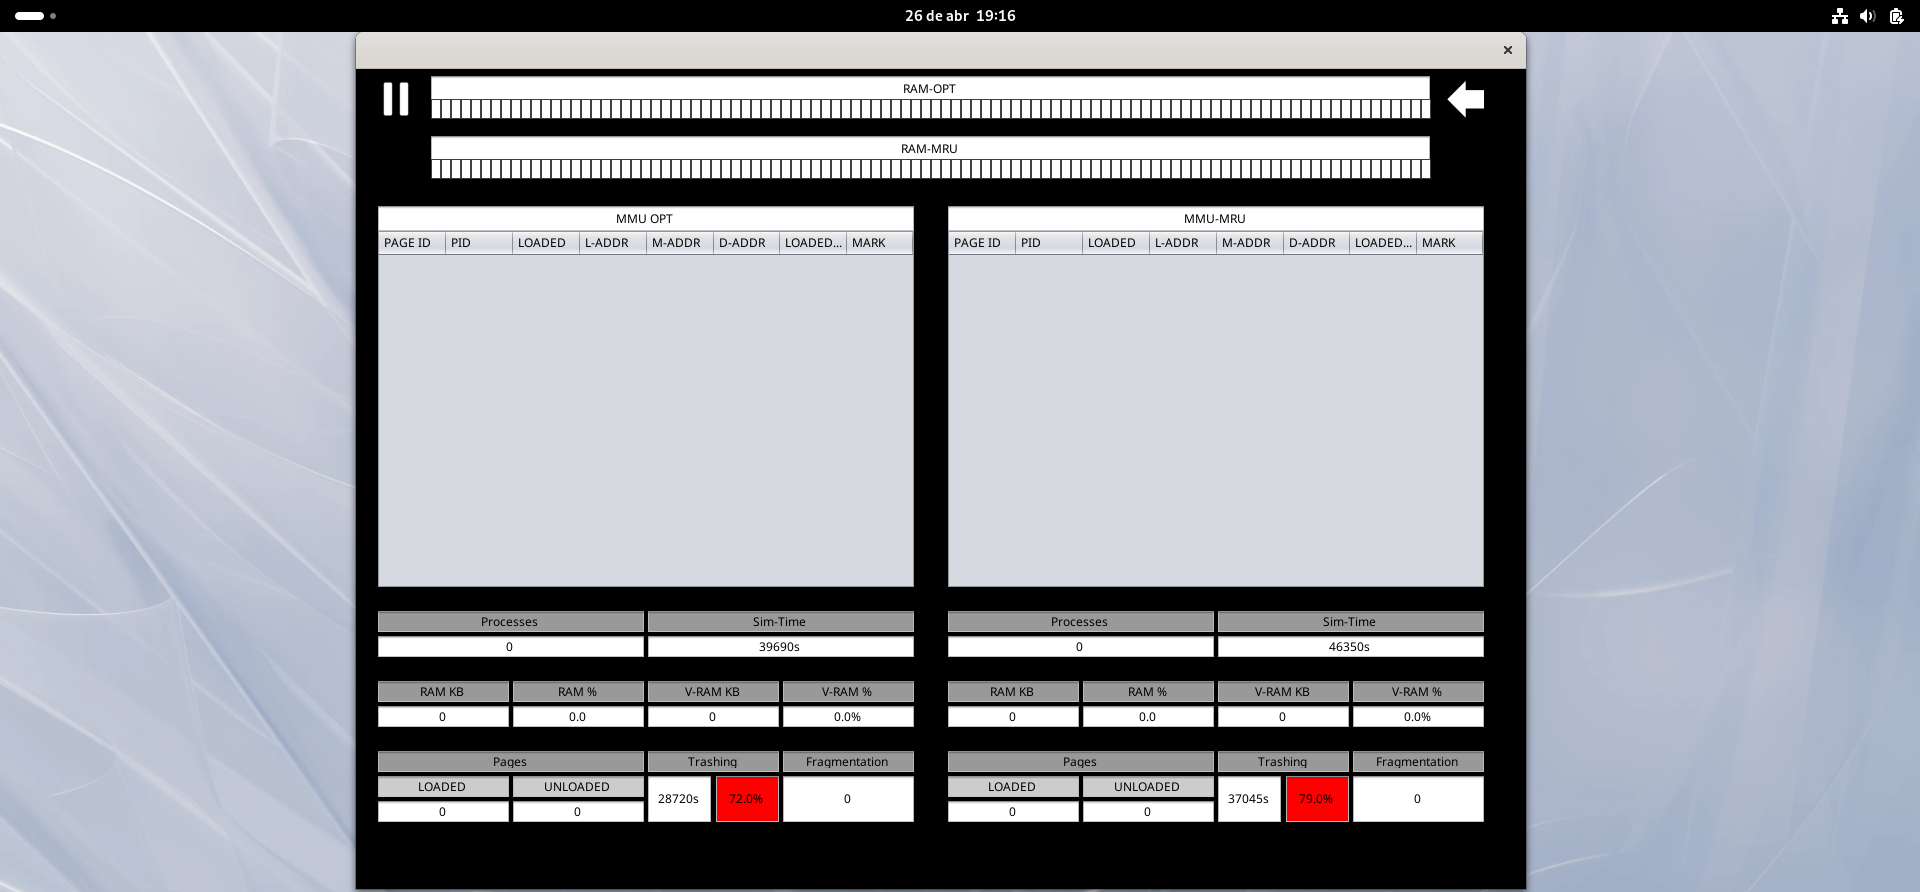 26 de abr 19:16
RAM-OPT
RAM-MRU
MMU OPT
PAGE ID PID LOADED L-ADDR M-ADDR D-ADDR LOADED... MARK
MMU-MRU
PAGE ID PID LOADED L-ADDR M-ADDR D-ADDR LOADED... MARK
Processes Sim-Time
0 39690s
RAM KB RAM % V-RAM KB V-RAM %
0 0.0 0 0.0%
Pages Trashing Fragmentation
LOADED UNLOADED
28720s 72.0% 0
0 0
Processes Sim-Time
0 46350s
RAM KB RAM % V-RAM KB V-RAM %
0 0.0 0 0.0%
Pages Trashing Fragmentation
LOADED UNLOADED
37045s 79.0% 0
0 0